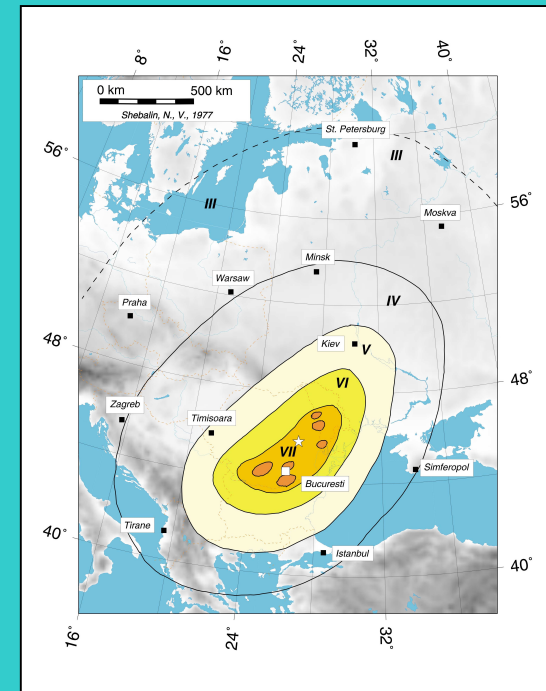 8°
16°
24°
32°
40°
0 km 500 km
Shebalin, N., V., 1977
St. Petersburg
56°
III
III
56°
Moskva
Minsk
Warsaw
IV
Praha
48°
Kiev
V
VI
48°
Zagreb
Timisoara
VII
Simferopol
Bucuresti
Tirane
40°
Istanbul
40°
16°
24°
32°